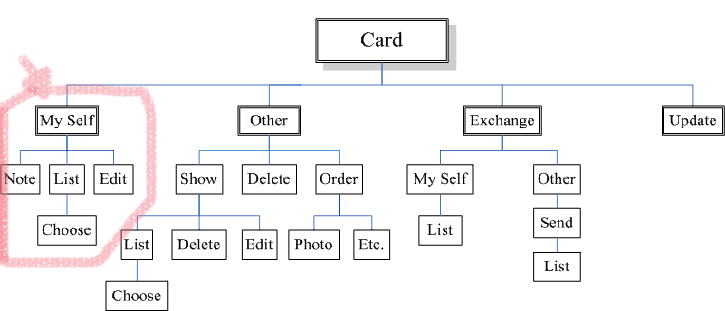 Card
My Self Other Exchange Update
Note List Edit Show Delete Order My Self Other
Choose List Delete Edit Photo Etc. List Send
Choose List